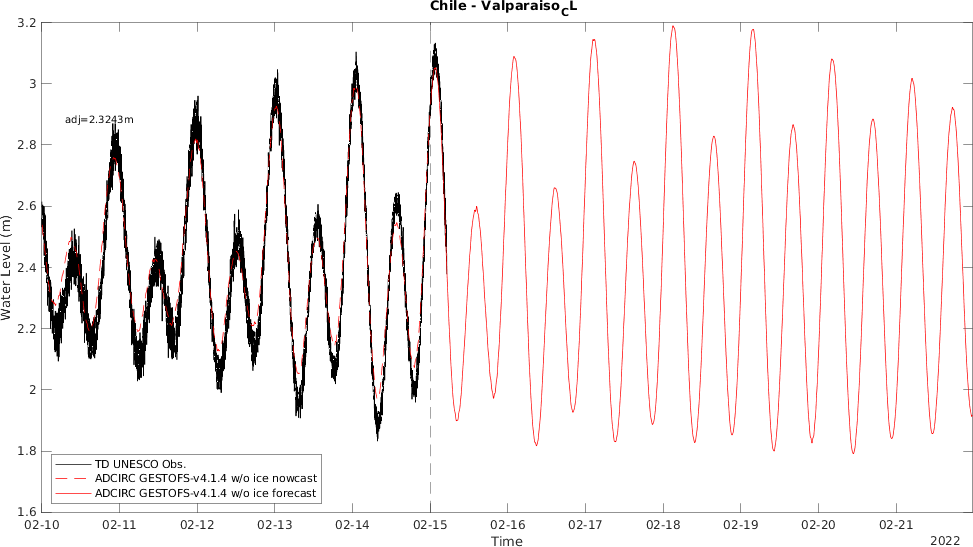 Chile - Valparaiso_CL
3.2
3
2.8
2.6
2.4
2.2
2
1.8
1.6
Water Level (m)
adj=2.3243m
TD UNESCO Obs.
ADCIRC GESTOFS-v4.1.4 w/o ice nowcast
ADCIRC GESTOFS-v4.1.4 w/o ice forecast
02-10 02-11 02-12 02-13 02-14 02-15 02-16 02-17 02-18 02-19 02-20 02-21
Time
2022